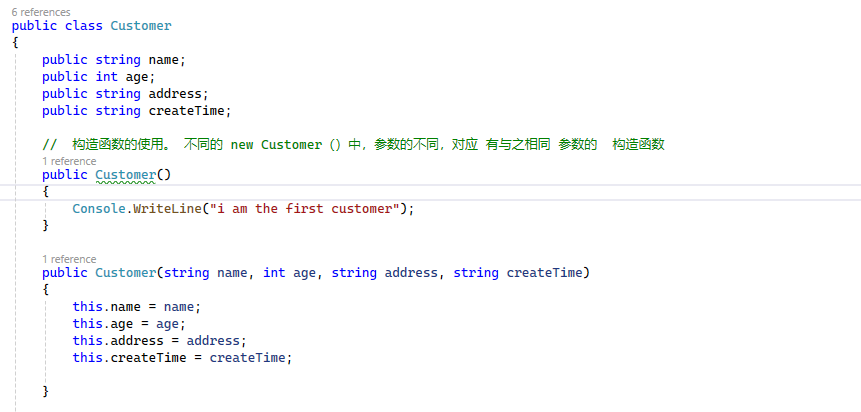 6 references
public class Customer
{
public string name;
public int age;
public string address;
public string createTime;
// 构造函数的使用。 不同的 new Customer () 中，参数的不同，对应 有与之相同 参数的 构造函数
1 reference
public Customer()
{
Console.WriteLine("i am the first customer");
}
1 reference
public Customer(string name, int age, string address, string createTime)
{
this.name = name;
this.age = age;
this.address = address;
this.createTime = createTime;
}